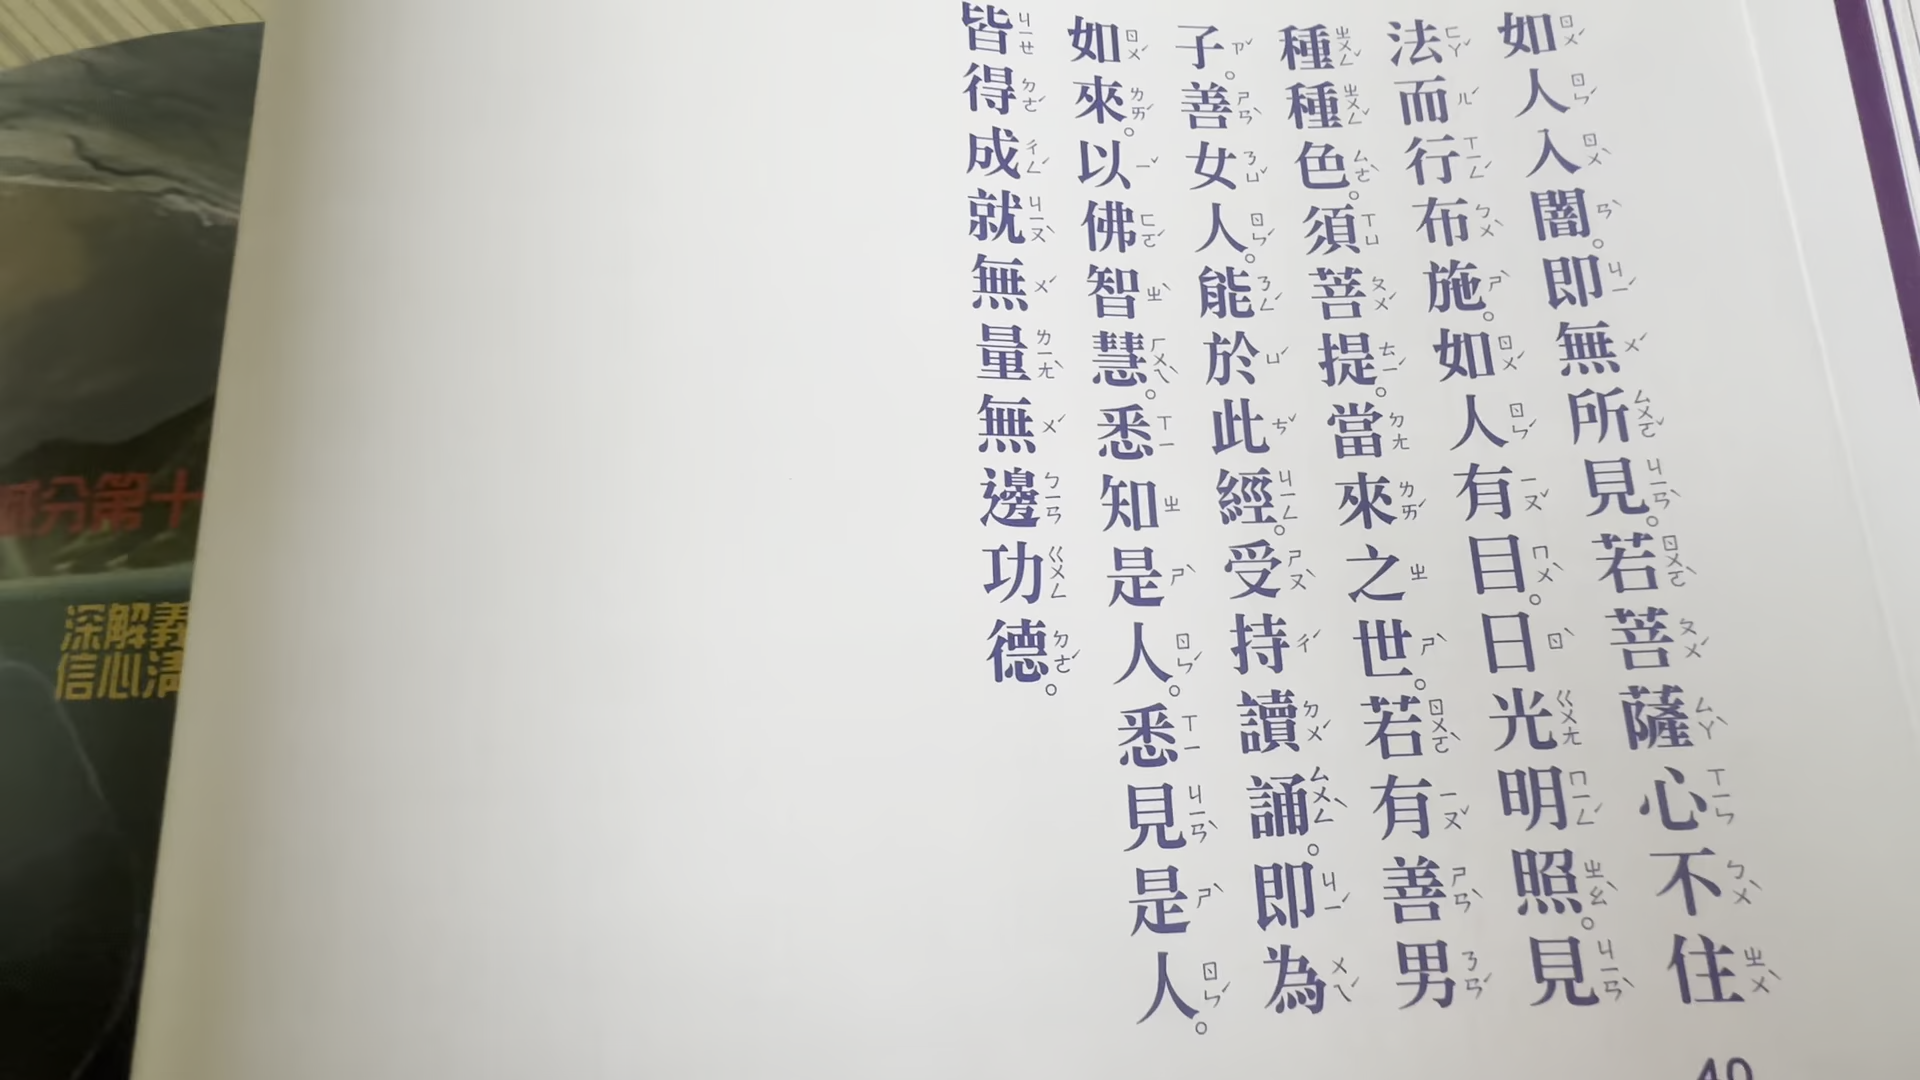 如人入闇。即無所見。若菩薩心不住
法而行布施。如人有目。日光明照。見
種種色。須菩提。當來之世。若有善男
子。善女人。能於此經。受持讀誦。即為
如來。以佛智慧。悉知是人。悉見是人。
皆得成就無量無邊功德。
分第十
深解義
信心清